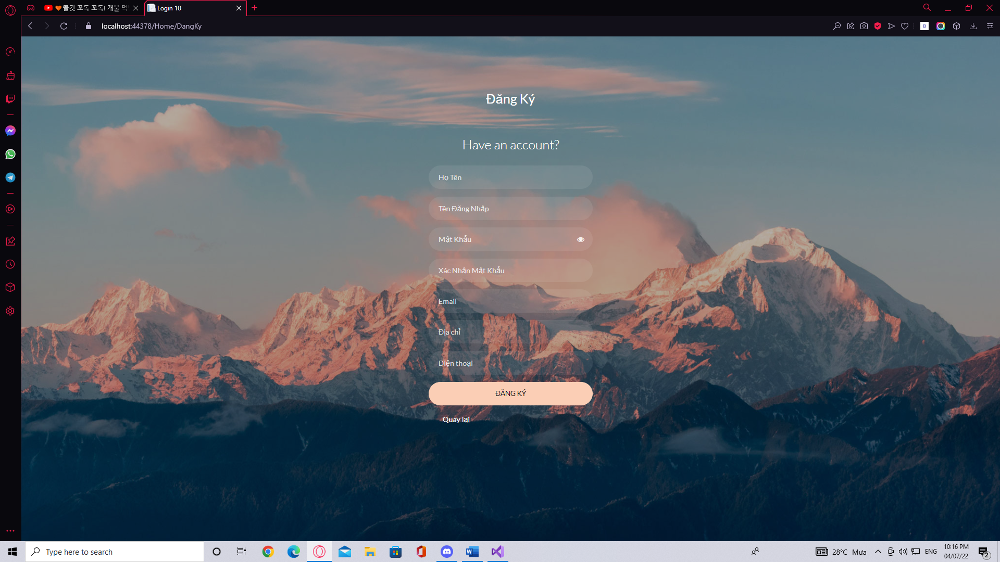 쫄깃 꼬독 꼬독! 개불 먹
Login 10
localhost:44378/Home/DangKy
B
Đăng Ký
Have an account?
Họ Tên
Tên Đăng Nhập
Mật Khẩu
Xác Nhận Mật Khẩu
Email
Địa chỉ
Điện thoại
ĐĂNG KÝ
Quay lại
Type here to search
28°C Mưa
ENG
10:16 PM
04/07/22
2